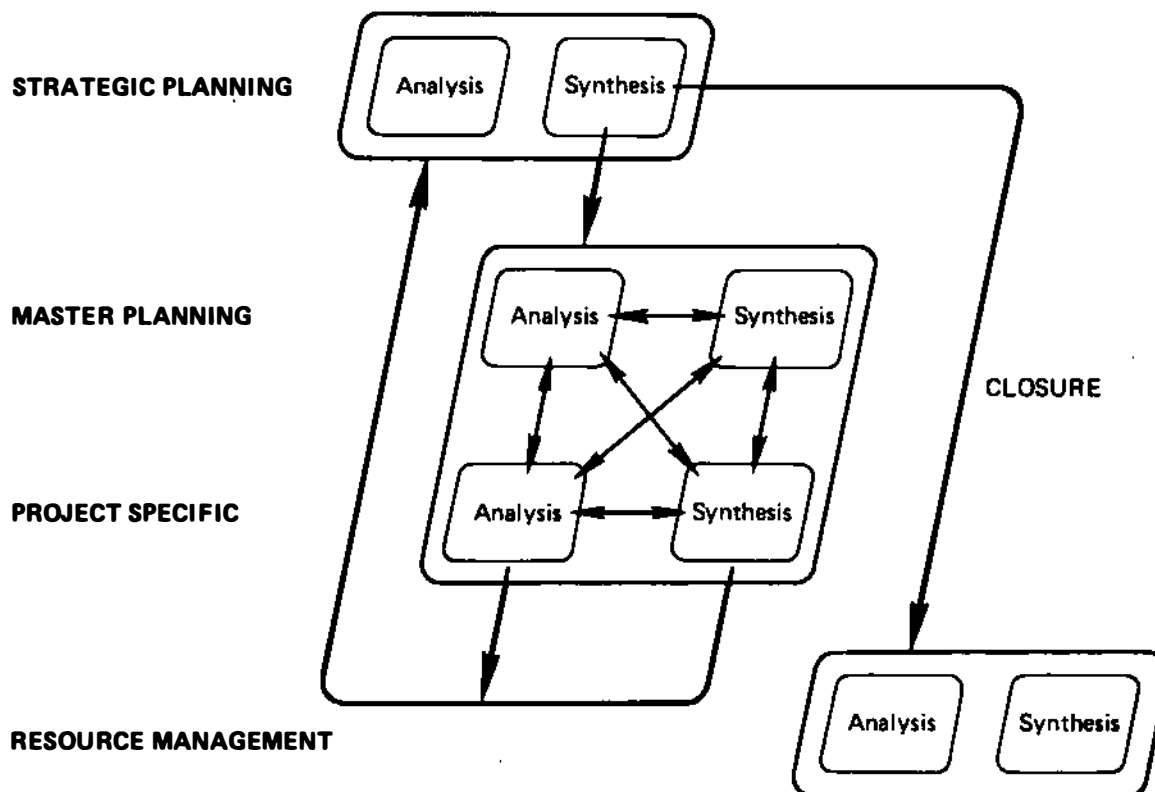 STRATEGIC PLANNING
Analysis
Synthesis
MASTER PLANNING
Analysis
Synthesis
CLOSURE
PROJECT SPECIFIC
Analysis
Synthesis
RESOURCE MANAGEMENT
Analysis
Synthesis